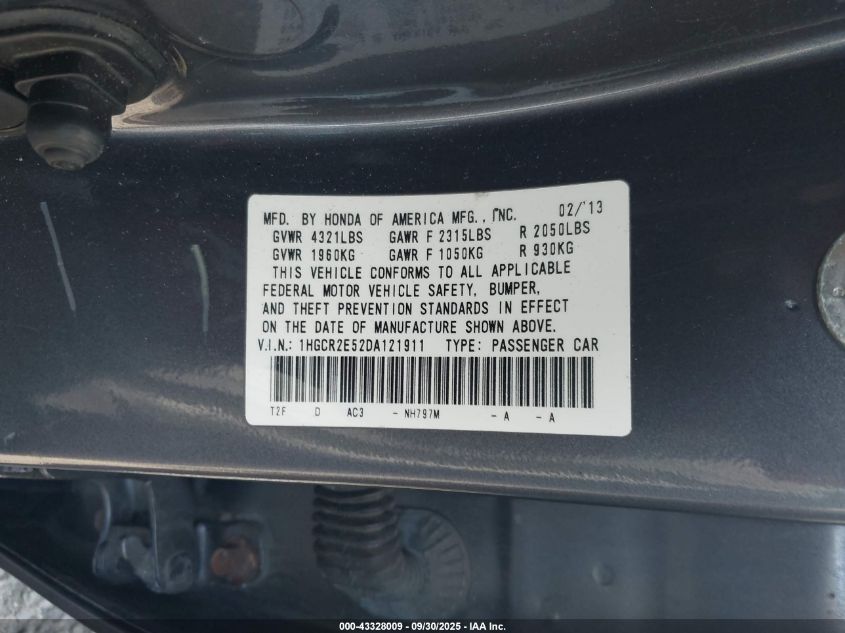 MFD. BY HONDA OF AMERICA MFG., INC. 02/'13
GVWR 4321LBS GAWR F 2315LBS R 2050LBS
GVWR 1960KG GAWR F 1050KG R 930KG
THIS VEHICLE CONFORMS TO ALL APPLICABLE
FEDERAL MOTOR VEHICLE SAFETY, BUMPER,
AND THEFT PREVENTION STANDARDS IN EFFECT
ON THE DATE OF MANUFACTURE SHOWN ABOVE.
V.I.N.: 1HGCR2E52DA121911 TYPE: PASSENGER CAR
T2F D AC3 - NH797M - A - A
000-43328009 - 09/30/2025 - IAA Inc.